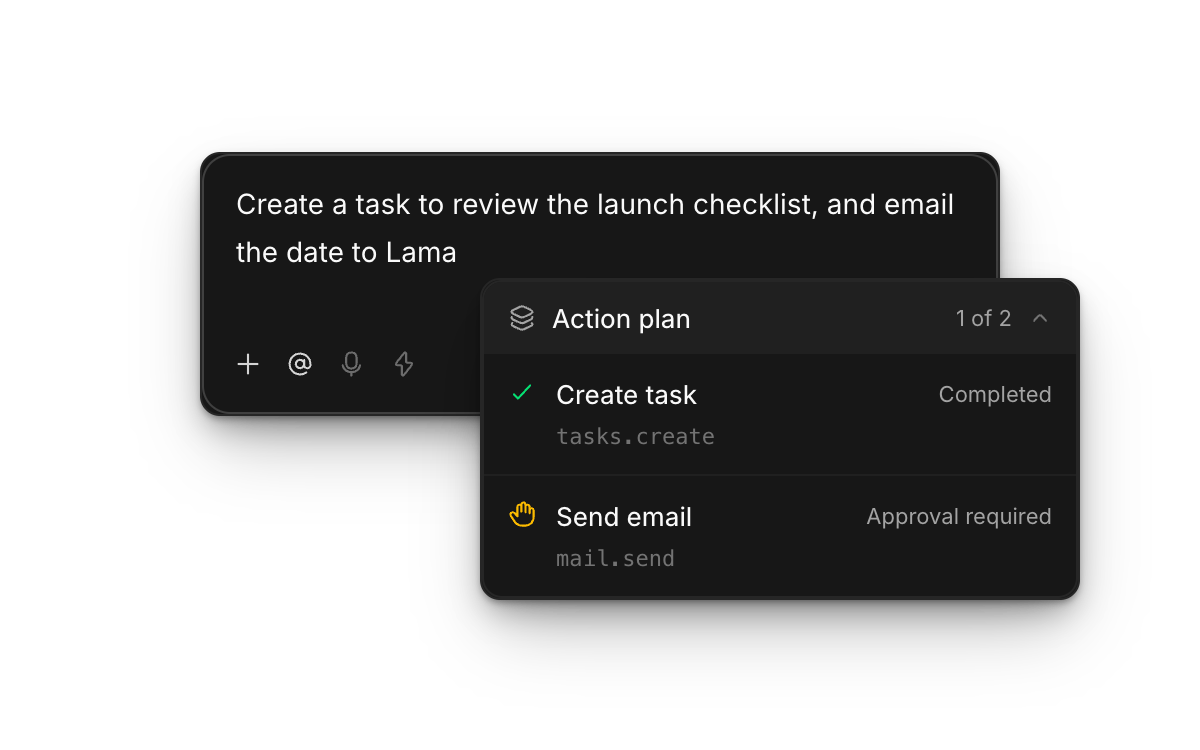 Create a task to review the launch checklist, and email
the date to Lama
Action plan
1 of 2
Create task
Completed
tasks.create
Send email
Approval required
mail.send